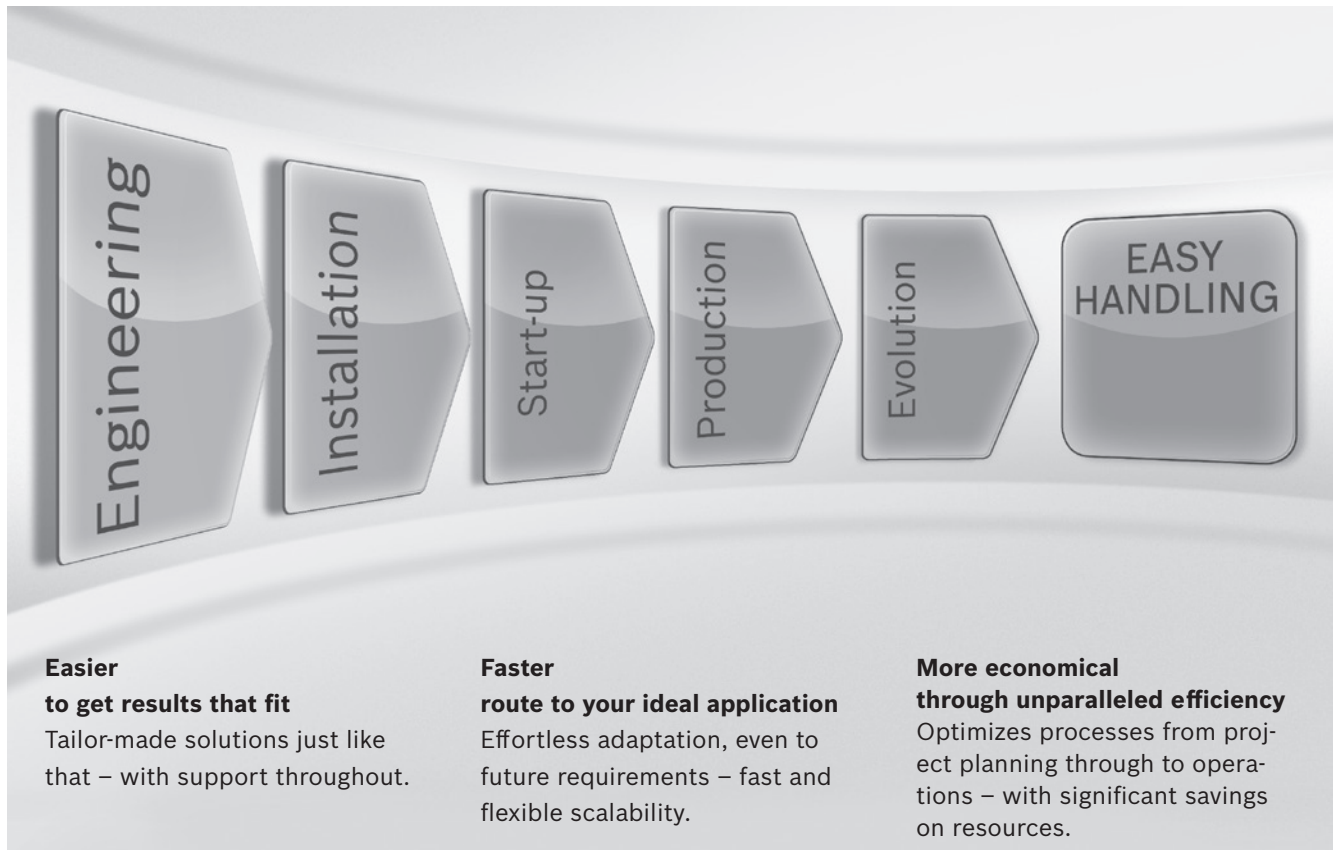 Engineering
Installation
Start-up
Production
Evolution
EASY
HANDLING
Easier
to get results that fit
Tailor-made solutions just like
that – with support throughout.
Faster
route to your ideal application
Effortless adaptation, even to
future requirements – fast and
flexible scalability.
More economical
through unparalleled efficiency
Optimizes processes from proj-
ect planning through to opera-
tions – with significant savings
on resources.